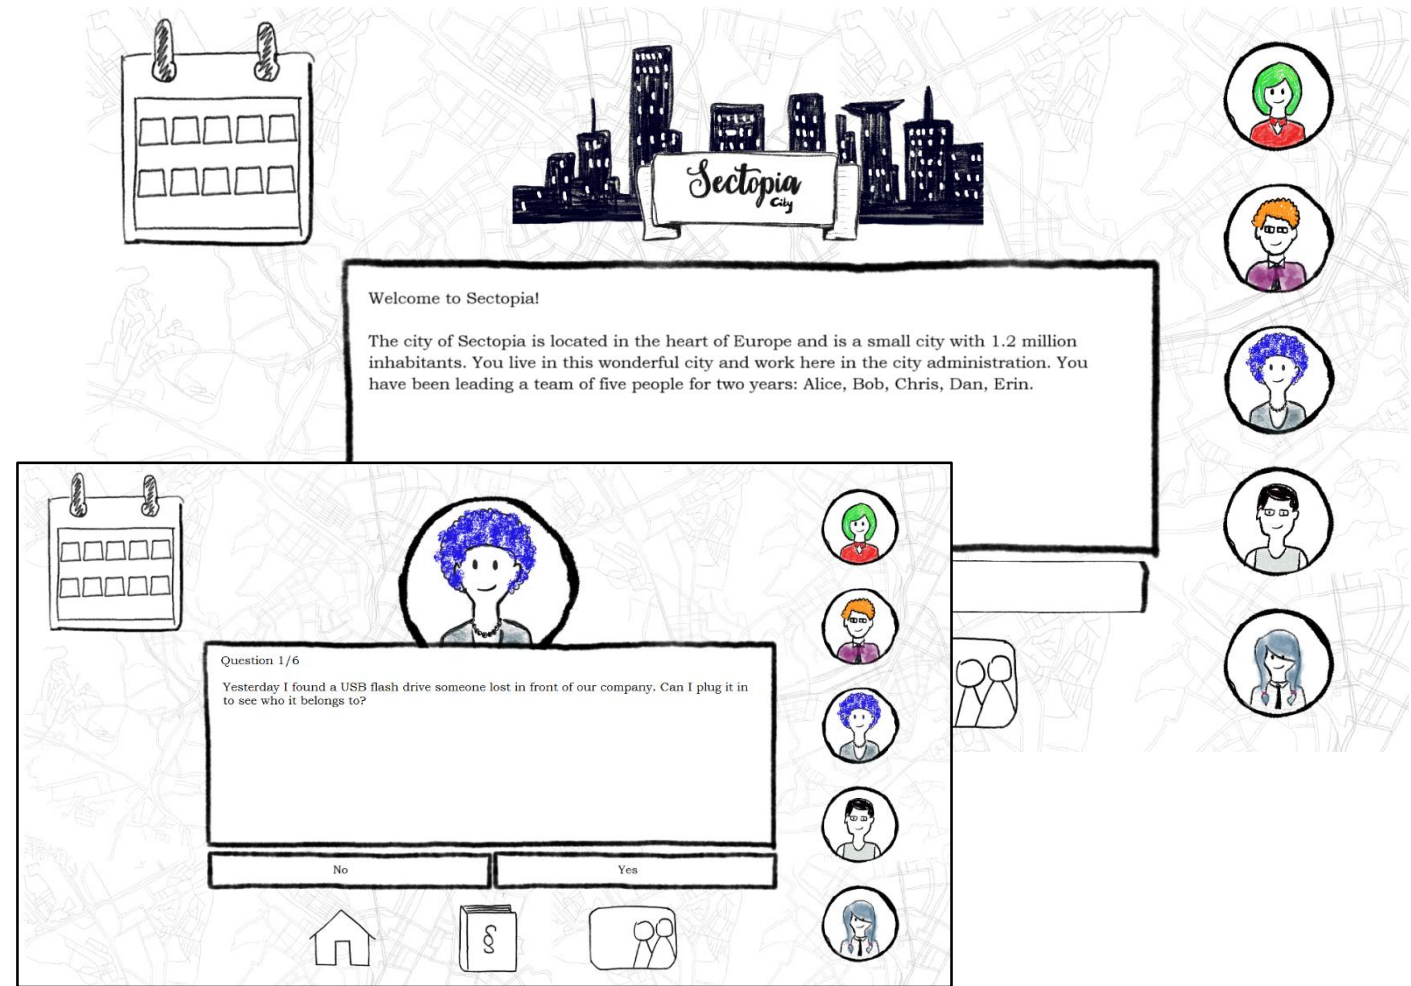 Sectopia
City
Welcome to Sectopia!
The city of Sectopia is located in the heart of Europe and is a small city with 1.2 million
inhabitants. You live in this wonderful city and work here in the city administration. You
have been leading a team of five people for two years: Alice, Bob, Chris, Dan, Erin.
Question 1/6
Yesterday I found a USB flash drive someone lost in front of our company. Can I plug it in
to see who it belongs to?
No
Yes
§